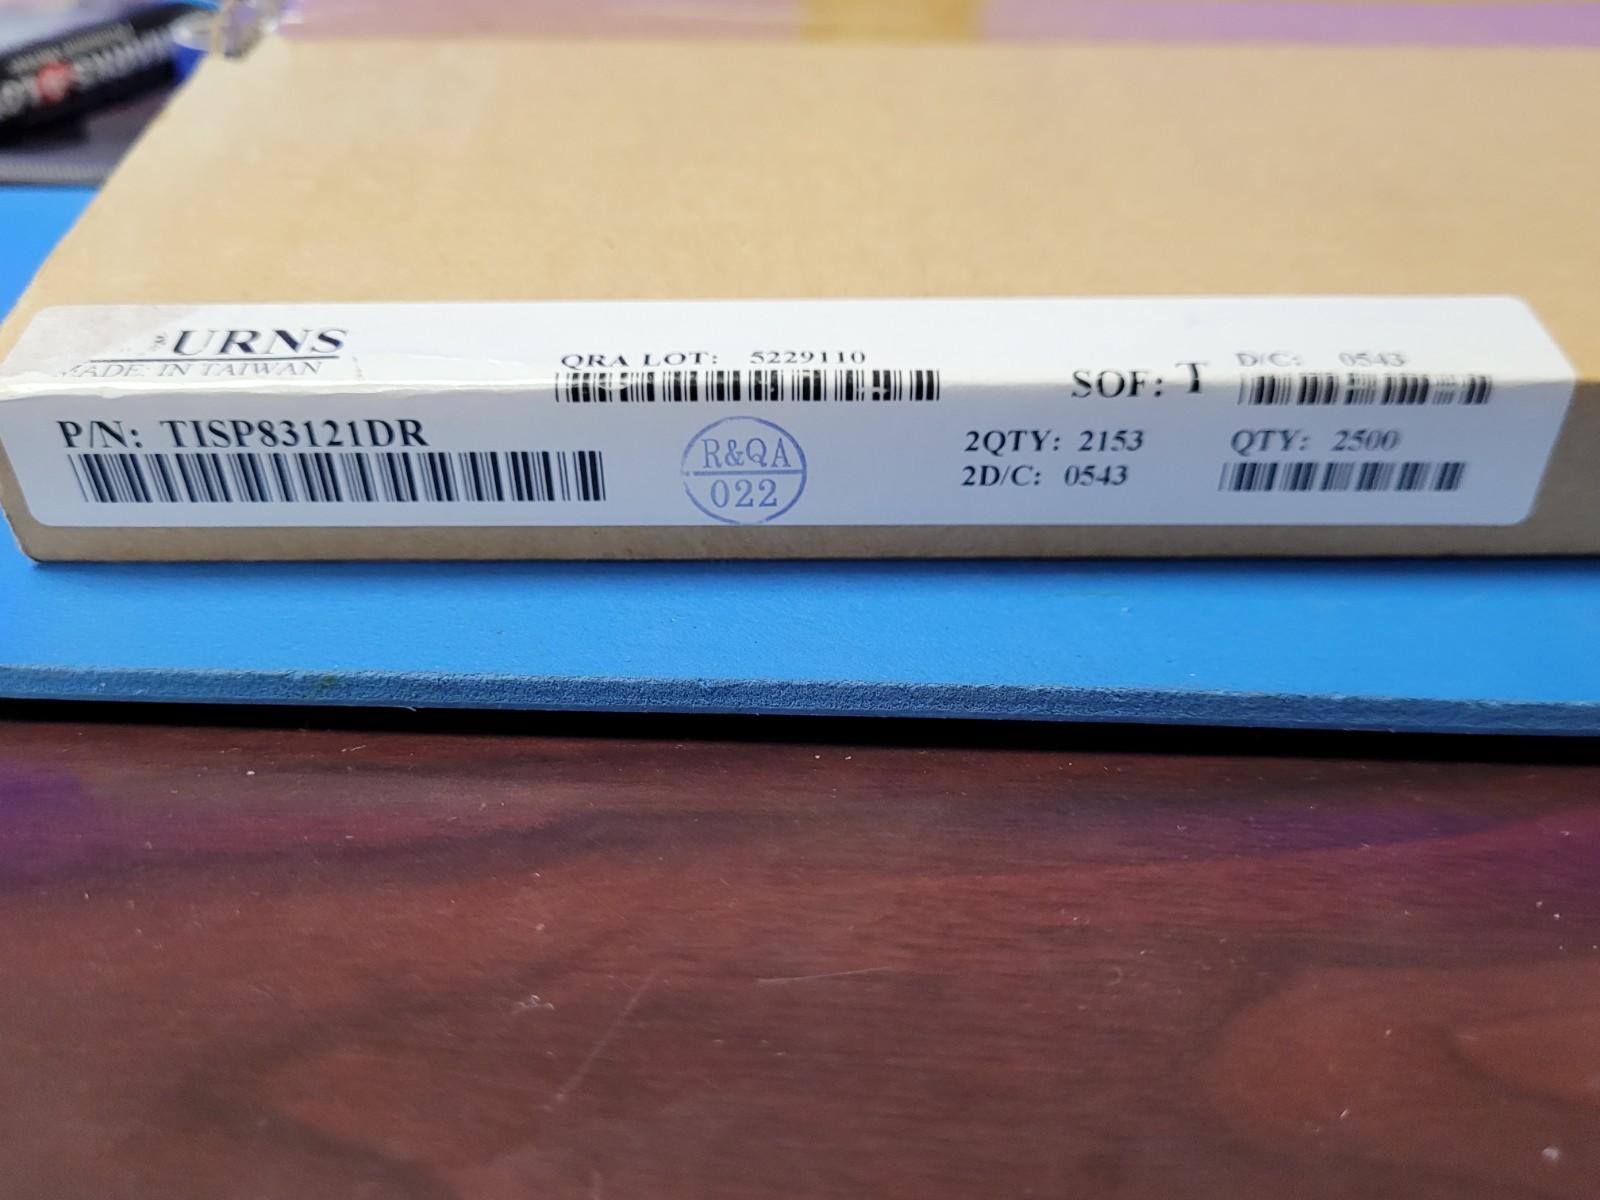 URNS
MADE IN TAIWAN
QRA LOT: 5229110
SOF: T
D/C: 0543
P/N: TISP83121DR
R&QA
022
2QTY: 2153
QTY: 2500
2D/C: 0543